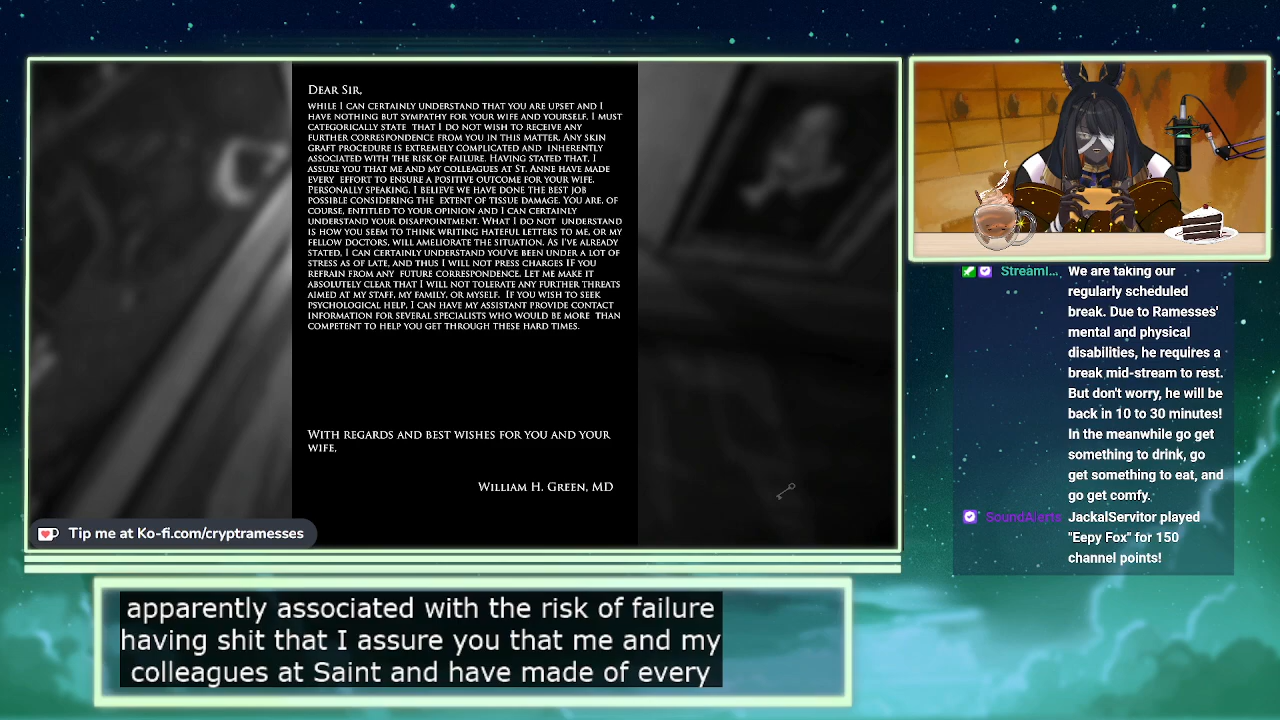 Dear Sir,
while I can certainly understand that you are upset and I
have nothing but sympathy for your wife and yourself. I must
categorically state that I do not wish to receive any
further correspondence from you in this matter. Any skin
graft procedure is extremely complicated and inherently
associated with the risk of failure. Having stated that, I
assure you that me and my colleagues at St. Anne have made
every effort to ensure a positive outcome for your wife.
Personally speaking, I believe we have done the best job
possible considering the extent of tissue damage. You are, of
course, entitled to your opinion and I can certainly
understand your disappointment. What I do not understand
is how you seem to think writing hateful letters to me, or my
fellow doctors, will ameliorate the situation. As I've already
stated, I can certainly understand you've been under a lot of
stress as of late, and thus I will not press charges IF you
refrain from any future correspondence. Let me make it
absolutely clear that I will not tolerate any further threats
aimed at my staff, my family, or myself. If you wish to seek
psychological help, I can have my assistant provide contact
information for several specialists who would be more than
competent to help you get through these hard times.
With regards and best wishes for you and your
wife,
William H. Green, MD
Tip me at Ko-fi.com/cryptramesses
apparently associated with the risk of failure
having shit that I assure you that me and my
colleagues at Saint and have made of every
Streaml... We are taking our
regularly scheduled
break. Due to Ramesses'
mental and physical
disabilities, he requires a
break mid-stream to rest.
But don't worry, he will be
back in 10 to 30 minutes!
In the meanwhile go get
something to drink, go
get something to eat, and
go get comfy.
SoundAlerts JackalServitor played
"Eepy Fox" for 150
channel points!